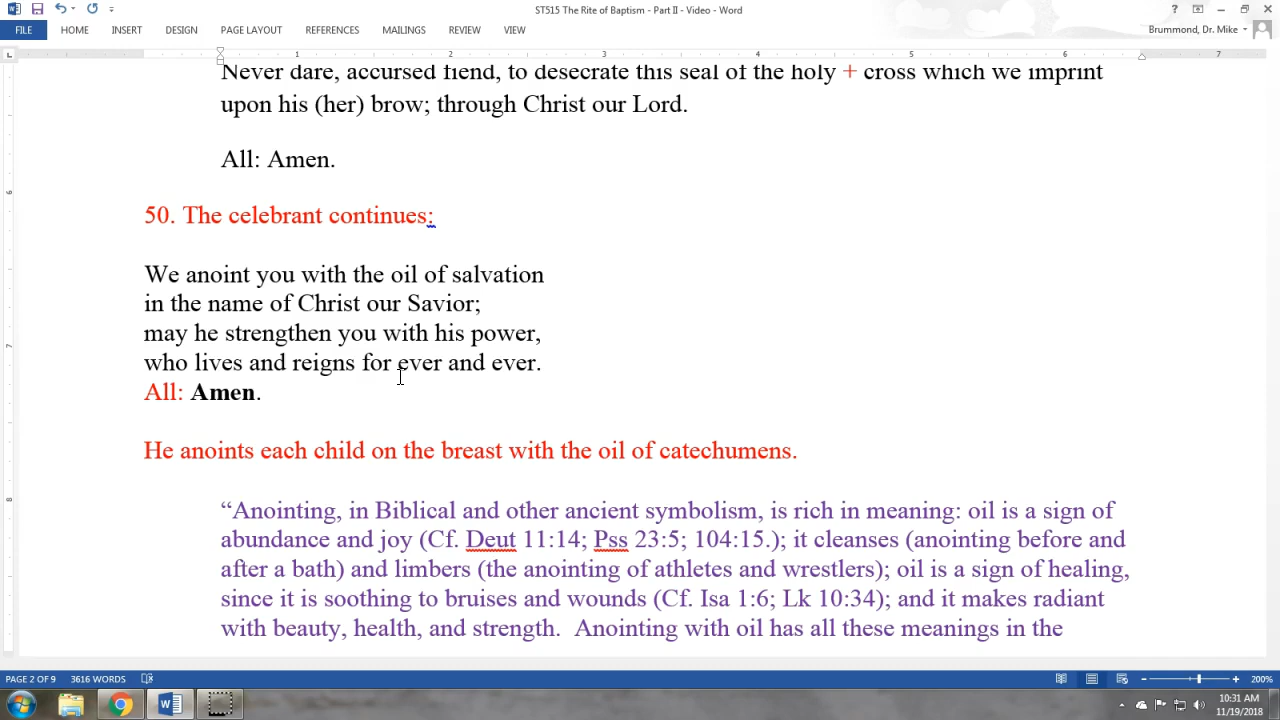 ST515 The Rite of Baptism - Part II - Video - Word
FILE HOME INSERT DESIGN PAGE LAYOUT REFERENCES MAILINGS REVIEW VIEW Brummond, Dr. Mike
1 2 3 4 5 6 7
Never dare, accursed fiend, to desecrate this seal of the holy + cross which we imprint
upon his (her) brow; through Christ our Lord.
All: Amen.
50. The celebrant continues:
We anoint you with the oil of salvation
in the name of Christ our Savior;
may he strengthen you with his power,
who lives and reigns for ever and ever.
All: Amen.
He anoints each child on the breast with the oil of catechumens.
“Anointing, in Biblical and other ancient symbolism, is rich in meaning: oil is a sign of
abundance and joy (Cf. Deut 11:14; Pss 23:5; 104:15.); it cleanses (anointing before and
after a bath) and limbers (the anointing of athletes and wrestlers); oil is a sign of healing,
since it is soothing to bruises and wounds (Cf. Isa 1:6; Lk 10:34); and it makes radiant
with beauty, health, and strength. Anointing with oil has all these meanings in the
PAGE 2 OF 9 3616 WORDS 200%
10:31 AM
11/19/2018